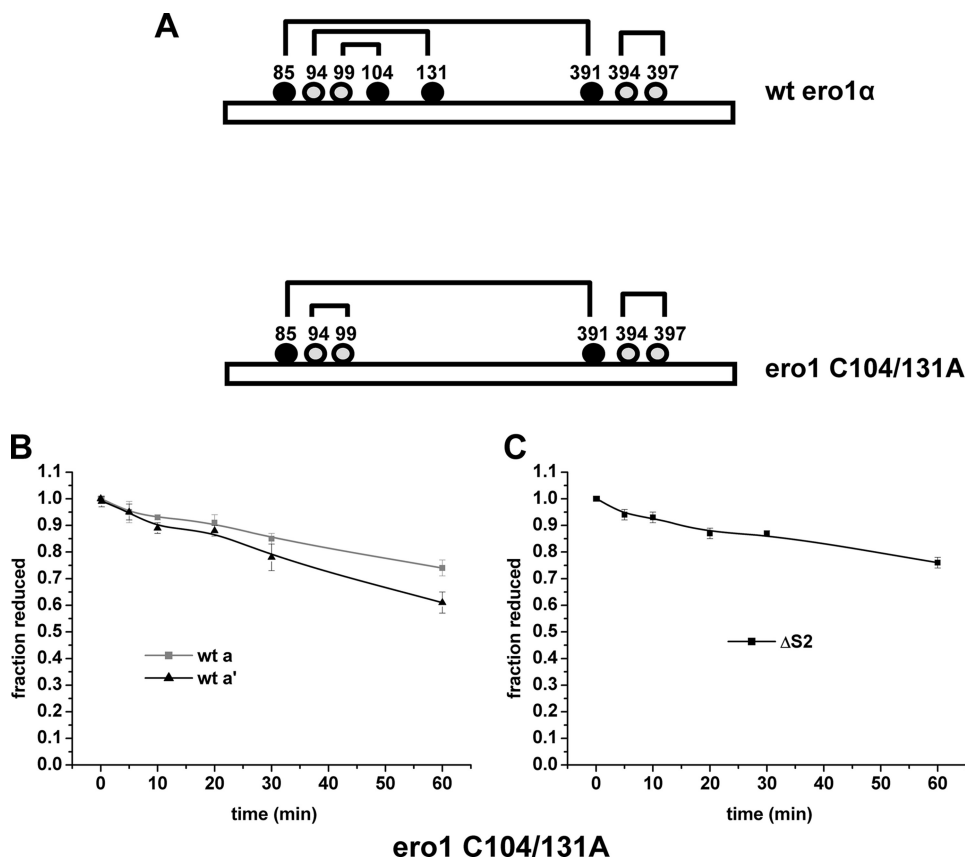 A
85 94 99 104 131 391 394 397
wt ero1α
85 94 99 391 394 397
ero1 C104/131A
B
1.1
1.0
0.9
0.8
0.7
0.6
0.5
0.4
0.3
0.2
0.1
0.0
fraction reduced
wt a
wt a'
0 10 20 30 40 50 60
time (min)
C
1.1
1.0
0.9
0.8
0.7
0.6
0.5
0.4
0.3
0.2
0.1
0.0
fraction reduced
ΔS2
0 10 20 30 40 50 60
time (min)
ero1 C104/131A